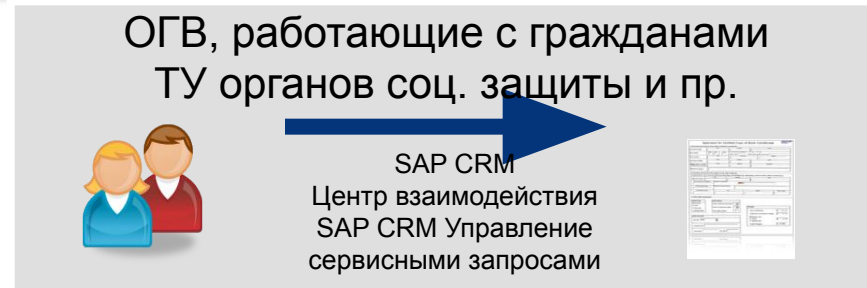 ОГВ, работающие с гражданами
ТУ органов соц. защиты и пр.
SAP CRM
Центр взаимодействия
SAP CRM Управление
сервисными запросами